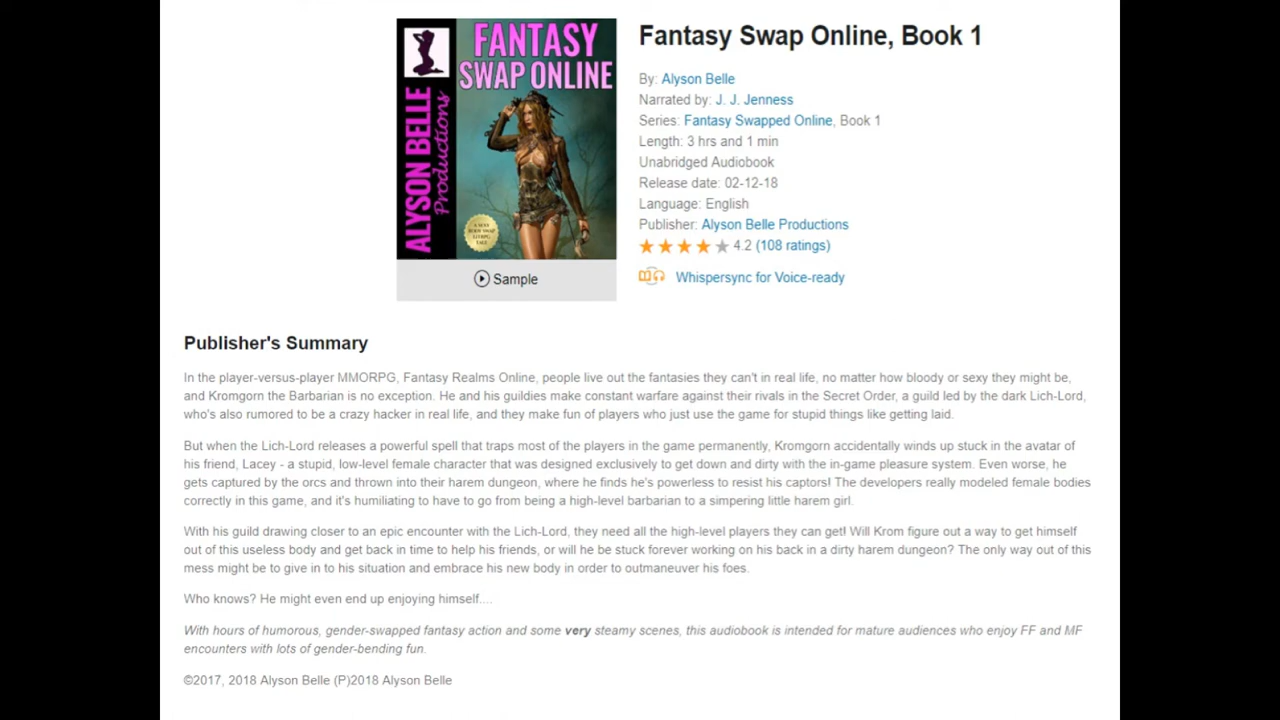 FANTASY
SWAP ONLINE
ALYSON BELLE
Productions
A SEXY
BODY SWAP
LITRPG
TALE
Sample
Fantasy Swap Online, Book 1
By: Alyson Belle
Narrated by: J. J. Jenness
Series: Fantasy Swapped Online, Book 1
Length: 3 hrs and 1 min
Unabridged Audiobook
Release date: 02-12-18
Language: English
Publisher: Alyson Belle Productions
4.2 (108 ratings)
Whispersync for Voice-ready
Publisher's Summary
In the player-versus-player MMORPG, Fantasy Realms Online, people live out the fantasies they can't in real life, no matter how bloody or sexy they might be,
and Kromgorn the Barbarian is no exception. He and his guildies make constant warfare against their rivals in the Secret Order, a guild led by the dark Lich-Lord,
who's also rumored to be a crazy hacker in real life, and they make fun of players who just use the game for stupid things like getting laid.
But when the Lich-Lord releases a powerful spell that traps most of the players in the game permanently, Kromgorn accidentally winds up stuck in the avatar of
his friend, Lacey - a stupid, low-level female character that was designed exclusively to get down and dirty with the in-game pleasure system. Even worse, he
gets captured by the orcs and thrown into their harem dungeon, where he finds he's powerless to resist his captors! The developers really modeled female bodies
correctly in this game, and it's humiliating to have to go from being a high-level barbarian to a simpering little harem girl.
With his guild drawing closer to an epic encounter with the Lich-Lord, they need all the high-level players they can get! Will Krom figure out a way to get himself
out of this useless body and get back in time to help his friends, or will he be stuck forever working on his back in a dirty harem dungeon? The only way out of this
mess might be to give in to his situation and embrace his new body in order to outmaneuver his foes.
Who knows? He might even end up enjoying himself....
With hours of humorous, gender-swapped fantasy action and some very steamy scenes, this audiobook is intended for mature audiences who enjoy FF and MF
encounters with lots of gender-bending fun.
©2017, 2018 Alyson Belle (P)2018 Alyson Belle